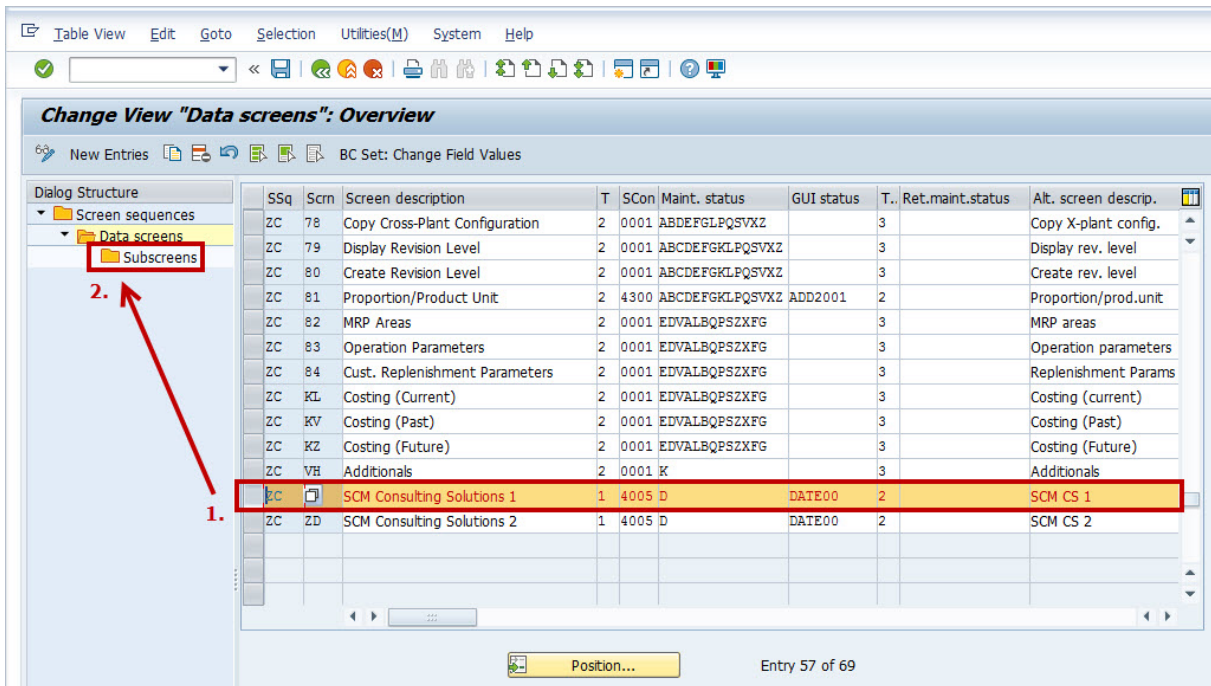 Table View Edit Goto Selection Utilities(M) System Help
Change View "Data screens": Overview
New Entries BC Set: Change Field Values
Dialog Structure
Screen sequences
Data screens
Subscreens
2.
1.
SSq Scrn Screen description T SCon Maint. status GUI status T.. Ret.maint.status Alt. screen descrip.
ZC 78 Copy Cross-Plant Configuration 2 0001 ABDEFGLPQSVXZ 3 Copy X-plant config.
ZC 79 Display Revision Level 2 0001 ABCDEFGKLPQSVXZ 3 Display rev. level
ZC 80 Create Revision Level 2 0001 ABCDEFGKLPQSVXZ 3 Create rev. level
ZC 81 Proportion/Product Unit 2 4300 ABCDEFGKLPQSVXZ ADD2001 2 Proportion/prod.unit
ZC 82 MRP Areas 2 0001 EDVALBQPSZXFG 3 MRP areas
ZC 83 Operation Parameters 2 0001 EDVALBQPSZXFG 3 Operation parameters
ZC 84 Cust. Replenishment Parameters 2 0001 EDVALBQPSZXFG 3 Replenishment Params
ZC KL Costing (Current) 2 0001 EDVALBQPSZXFG 3 Costing (current)
ZC KV Costing (Past) 2 0001 EDVALBQPSZXFG 3 Costing (Past)
ZC KZ Costing (Future) 2 0001 EDVALBQPSZXFG 3 Costing (Future)
ZC VH Additionals 2 0001 K 3 Additionals
ZC SCM Consulting Solutions 1 1 4005 D DATE00 2 SCM CS 1
ZC ZD SCM Consulting Solutions 2 1 4005 D DATE00 2 SCM CS 2
Position... Entry 57 of 69